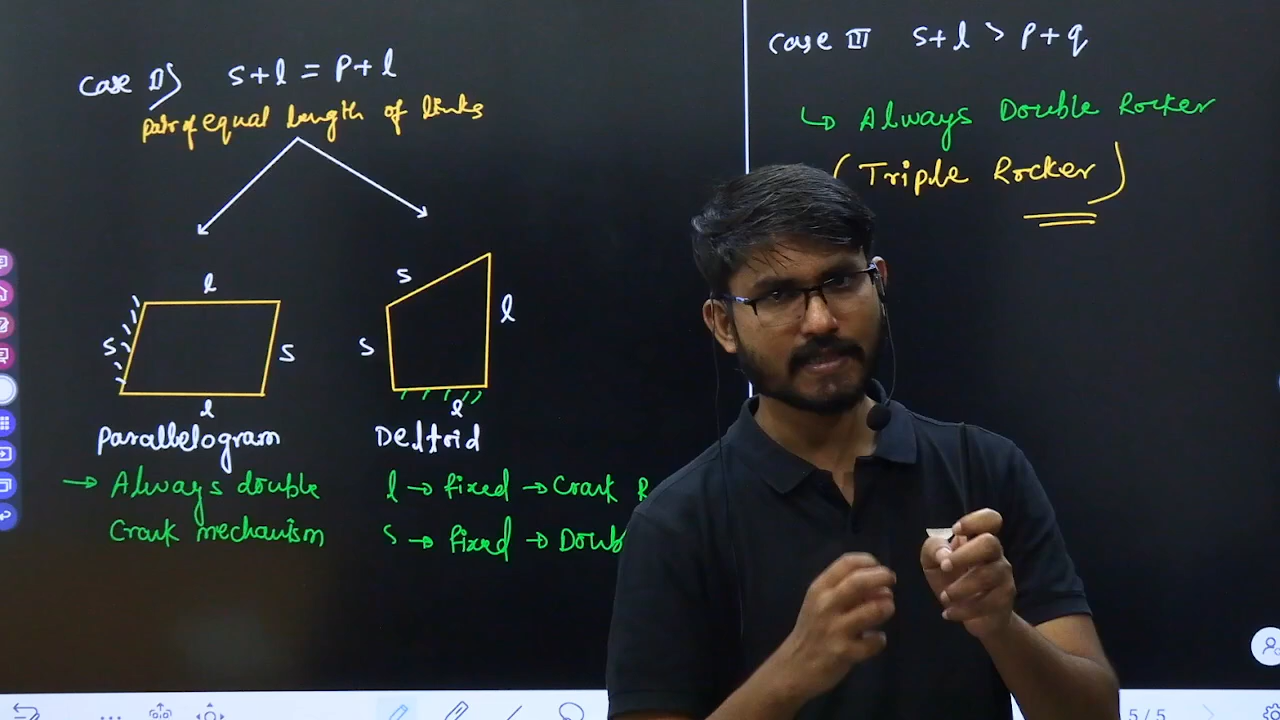 Case II) s+l = p+l
pair of equal length of links
l
s
s
l
Parallelogram
→ Always double
Crank mechanism
s
l
s
l
Deltoid
l → fixed → Crank R
s → fixed → Doub
Case III s+l > p+q
↳ Always Double Rocker
(Triple Rocker)
5/5